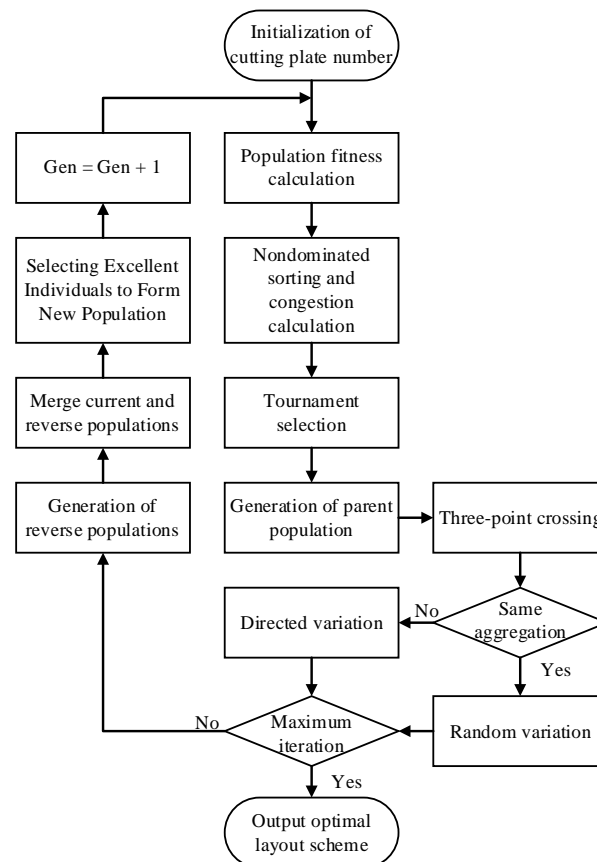 Initialization of
cutting plate number
Gen = Gen + 1
Population fitness
calculation
Selecting Excellent
Individuals to Form
New Population
Nondominated
sorting and
congestion
calculation
Merge current and
reverse populations
Tournament
selection
Generation of
reverse populations
Generation of parent
population
Three-point crossing
Directed variation
No
Same
aggregation
Yes
No
Maximum
iteration
Random variation
Yes
Output optimal
layout scheme